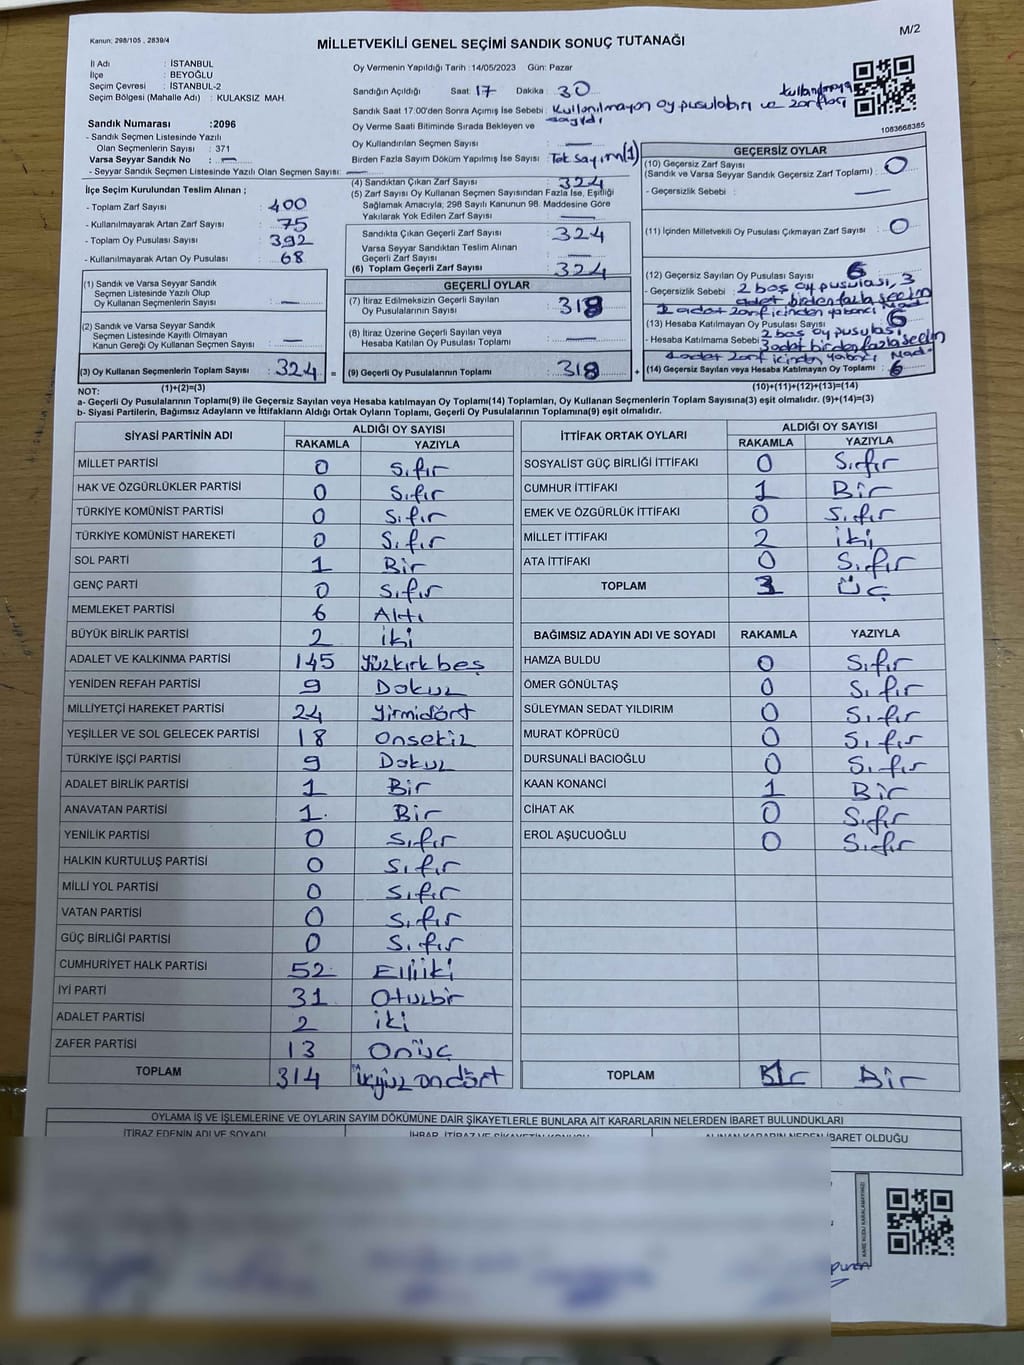 Kanun; 298/105 , 2839/4
M/2
MİLLETVEKİLİ GENEL SEÇİMİ SANDIK SONUÇ TUTANAĞI
İl Adı : İSTANBUL
İlçe : BEYOĞLU
Seçim Çevresi : İSTANBUL-2
Seçim Bölgesi (Mahalle Adı) : KULAKSIZ MAH.
Sandık Numarası :2096
- Sandık Seçmen Listesinde Yazılı
Olan Seçmenlerin Sayısı : 371
Varsa Seyyar Sandık No : —
- Seyyar Sandık Seçmen Listesinde Yazılı Olan Seçmen Sayısı: —
Oy Vermenin Yapıldığı Tarih :14/05/2023 Gün: Pazar
Sandığın Açıldığı Saat: 17 Dakika : 30
Sandık Saat 17:00'den Sonra Açımış İse Sebebi : Kullanılmayan oy pusulaları ve zarfları
sayıldı
Oy Verme Saati Bitiminde Sırada Bekleyen ve
Oy Kullandırılan Seçmen Sayısı : —
Birden Fazla Sayım Döküm Yapılmış İse Sayısı : Tek sayım(1)
1083668385
İlçe Seçim Kurulundan Teslim Alınan ;
- Toplam Zarf Sayısı : 400
- Kullanılmayarak Artan Zarf Sayısı : 75
- Toplam Oy Pusulası Sayısı : 392
- Kullanılmayarak Artan Oy Pusulası : 68
(1) Sandık ve Varsa Seyyar Sandık
Seçmen Listesinde Yazılı Olup
Oy Kullanan Seçmenlerin Sayısı : —
(2) Sandık ve Varsa Seyyar Sandık
Seçmen Listesinde Kayıtlı Olmayan
Kanun Gereği Oy Kullanan Seçmen Sayısı : —
(3) Oy Kullanan Seçmenlerin Toplam Sayısı : 324 =
(1)+(2)=(3)
(4) Sandıktan Çıkan Zarf Sayısı : 324
(5) Zarf Sayısı Oy Kullanan Seçmen Sayısından Fazla İse, Eşitliği
Sağlamak Amacıyla, 298 Sayılı Kanunun 98. Maddesine Göre
Yakılarak Yok Edilen Zarf Sayısı : —
Sandıkta Çıkan Geçerli Zarf Sayısı : 324
Varsa Seyyar Sandıktan Teslim Alınan
Geçerli Zarf Sayısı : —
(6) Toplam Geçerli Zarf Sayısı : 324
GEÇERLİ OYLAR
(7) İtiraz Edilmeksizin Geçerli Sayılan
Oy Pusulalarının Sayısı : 318
(8) İtiraz Üzerine Geçerli Sayılan veya
Hesaba Katılan Oy Pusulası Toplamı : —
(9) Geçerli Oy Pusulalarının Toplamı : 318 +
GEÇERSİZ OYLAR
(10) Geçersiz Zarf Sayısı
(Sandık ve Varsa Seyyar Sandık Geçersiz Zarf Toplamı) : 0
- Geçersizlik Sebebi : —
(11) İçinden Milletvekili Oy Pusulası Çıkmayan Zarf Sayısı : 0
(12) Geçersiz Sayılan Oy Pusulası Sayısı : 6
- Geçersizlik Sebebi : 2 boş oy pusulası, 3
adet birden fazla seçim
1 adet zarf içinden yabancı Mad.
(13) Hesaba Katılmayan Oy Pusulası Sayısı : 6
2 boş oy pusulası
- Hesaba Katılmama Sebebi : 3 adet birden fazla seçim
1 adet zarf içinden yabancı Mad.
(14) Geçersiz Sayılan veya Hesaba Katılmayan Oy Toplamı : 6
(10)+(11)+(12)+(13)=(14)
NOT:
a- Geçerli Oy Pusulalarının Toplamı(9) ile Geçersiz Sayılan veya Hesaba katılmayan Oy Toplamı(14) Toplamları, Oy Kullanan Seçmenlerin Toplam Sayısına(3) eşit olmalıdır. (9)+(14)=(3)
b- Siyasi Partilerin, Bağımsız Adayların ve İttifakların Aldığı Ortak Oyların Toplamı, Geçerli Oy Pusulalarının Toplamına(9) eşit olmalıdır.
SİYASİ PARTİNİN ADI ALDIĞI OY SAYISI
RAKAMLA YAZIYLA
MİLLET PARTİSİ 0 Sıfır
HAK VE ÖZGÜRLÜKLER PARTİSİ 0 Sıfır
TÜRKİYE KOMÜNİST PARTİSİ 0 Sıfır
TÜRKİYE KOMÜNİST HAREKETİ 0 Sıfır
SOL PARTİ 1 Bir
GENÇ PARTİ 0 Sıfır
MEMLEKET PARTİSİ 6 Altı
BÜYÜK BİRLİK PARTİSİ 2 iki
ADALET VE KALKINMA PARTİSİ 145 Yüzkırkbeş
YENİDEN REFAH PARTİSİ 9 Dokuz
MİLLİYETÇİ HAREKET PARTİSİ 24 Yirmidört
YEŞİLLER VE SOL GELECEK PARTİSİ 18 Onsekiz
TÜRKİYE İŞÇİ PARTİSİ 9 Dokuz
ADALET BİRLİK PARTİSİ 1 Bir
ANAVATAN PARTİSİ 1 Bir
YENİLİK PARTİSİ 0 Sıfır
HALKIN KURTULUŞ PARTİSİ 0 Sıfır
MİLLİ YOL PARTİSİ 0 Sıfır
VATAN PARTİSİ 0 Sıfır
GÜÇ BİRLİĞİ PARTİSİ 0 Sıfır
CUMHURİYET HALK PARTİSİ 52 Elliiki
İYİ PARTİ 31 Otuzbir
ADALET PARTİSİ 2 iki
ZAFER PARTİSİ 13 Onüç
TOPLAM 314 üçyüz ondört
İTTİFAK ORTAK OYLARI ALDIĞI OY SAYISI
RAKAMLA YAZIYLA
SOSYALİST GÜÇ BİRLİĞİ İTTİFAKI 0 Sıfır
CUMHUR İTTİFAKI 1 Bir
EMEK VE ÖZGÜRLÜK İTTİFAKI 0 Sıfır
MİLLET İTTİFAKI 2 iki
ATA İTTİFAKI 0 Sıfır
TOPLAM 3 Üç
BAĞIMSIZ ADAYIN ADI VE SOYADI RAKAMLA YAZIYLA
HAMZA BULDU 0 Sıfır
ÖMER GÖNÜLTAŞ 0 Sıfır
SÜLEYMAN SEDAT YILDIRIM 0 Sıfır
MURAT KÖPRÜCÜ 0 Sıfır
DURSUNALİ BACIOĞLU 0 Sıfır
KAAN KONANCİ 1 Bir
CİHAT AK 0 Sıfır
EROL AŞUCUOĞLU 0 Sıfır
TOPLAM Bir
OYLAMA İŞ VE İŞLEMLERİNE VE OYLARIN SAYIM DÖKÜMÜNE DAİR ŞİKAYETLERLE BUNLARA AİT KARARLARIN NELERDEN İBARET BULUNDUKLARI
İTİRAZ EDENİN ADI VE SOYADI
İBARET OLDUĞU
KARE KODU KARALAMAYINIZ!